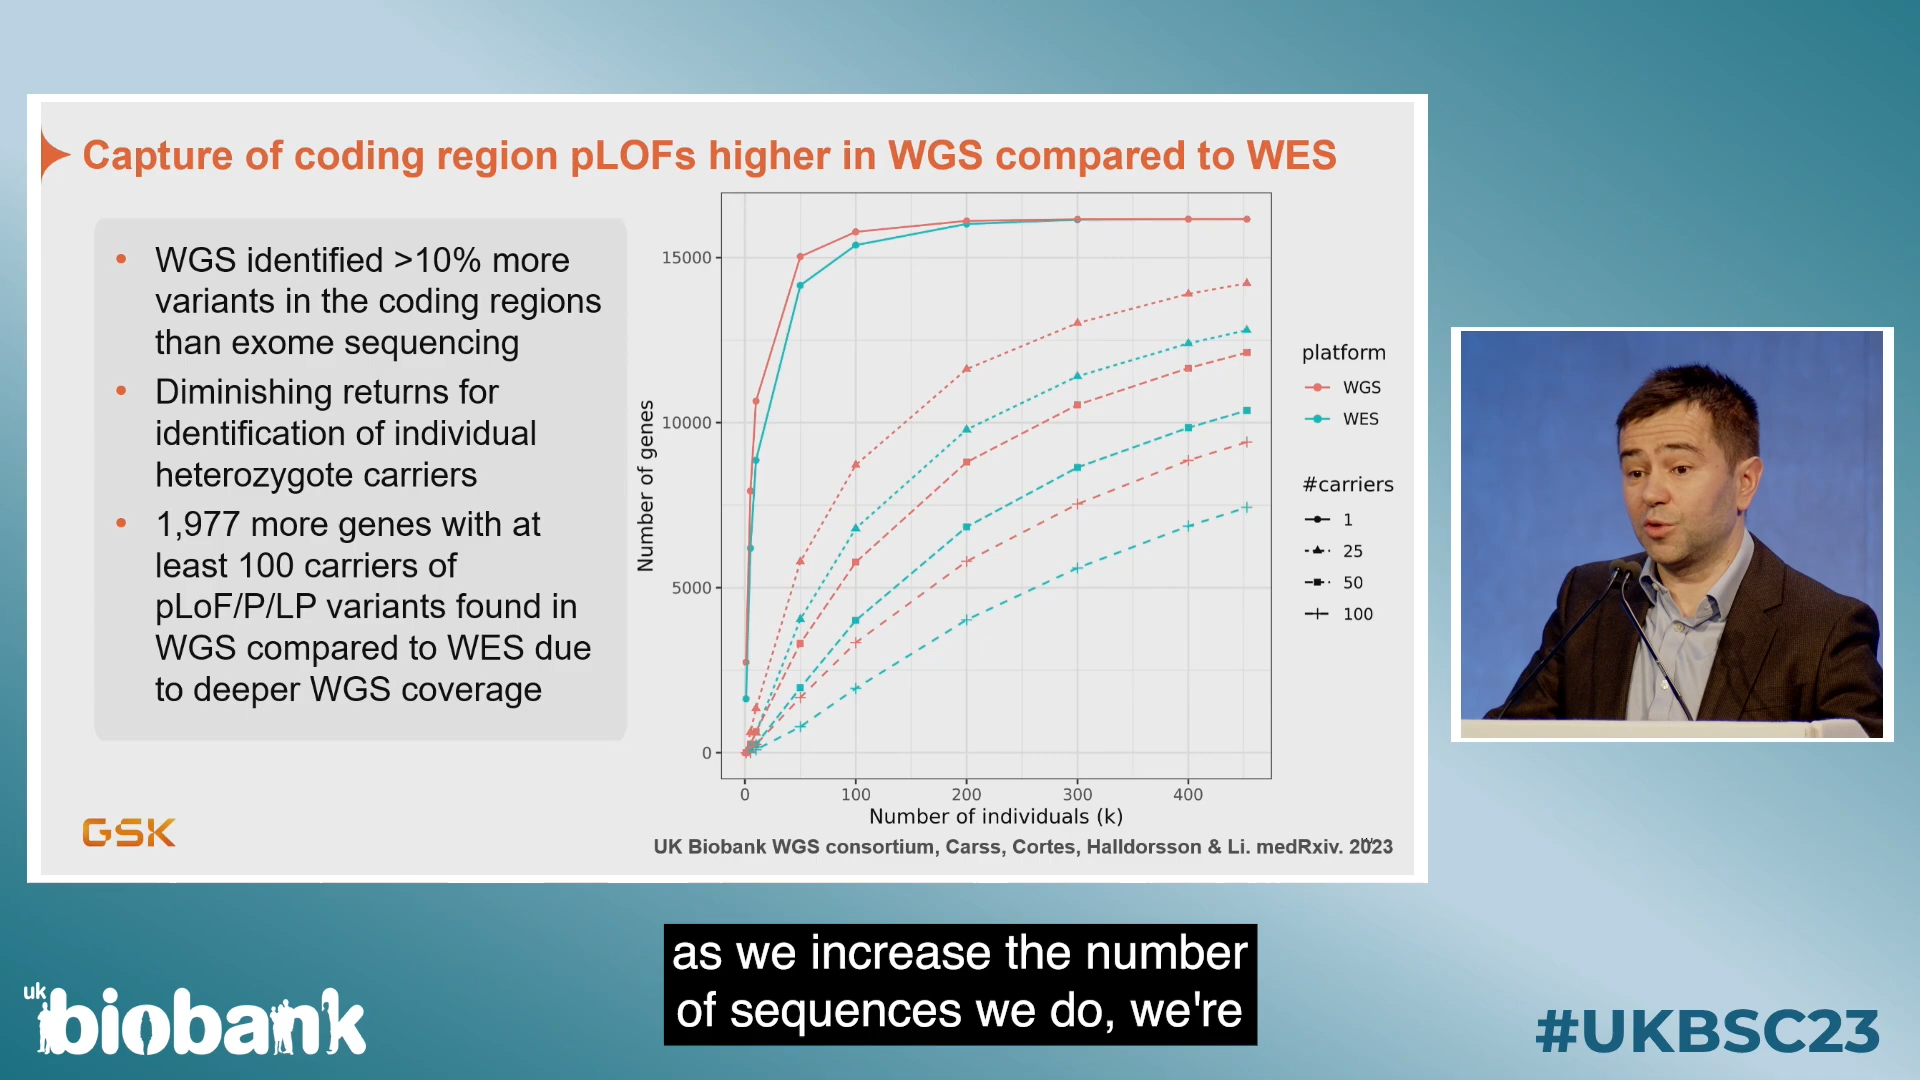 Capture of coding region pLOFs higher in WGS compared to WES
• WGS identified >10% more
variants in the coding regions
than exome sequencing
• Diminishing returns for
identification of individual
heterozygote carriers
• 1,977 more genes with at
least 100 carriers of
pLoF/P/LP variants found in
WGS compared to WES due
to deeper WGS coverage
Number of genes
15000
10000
5000
0
0 100 200 300 400
Number of individuals (k)
platform
WGS
WES
#carriers
1
25
50
100
GSK
UK Biobank WGS consortium, Carss, Cortes, Halldorsson & Li. medRxiv. 2023
as we increase the number
of sequences we do, we're
uk
biobank
#UKBSC23